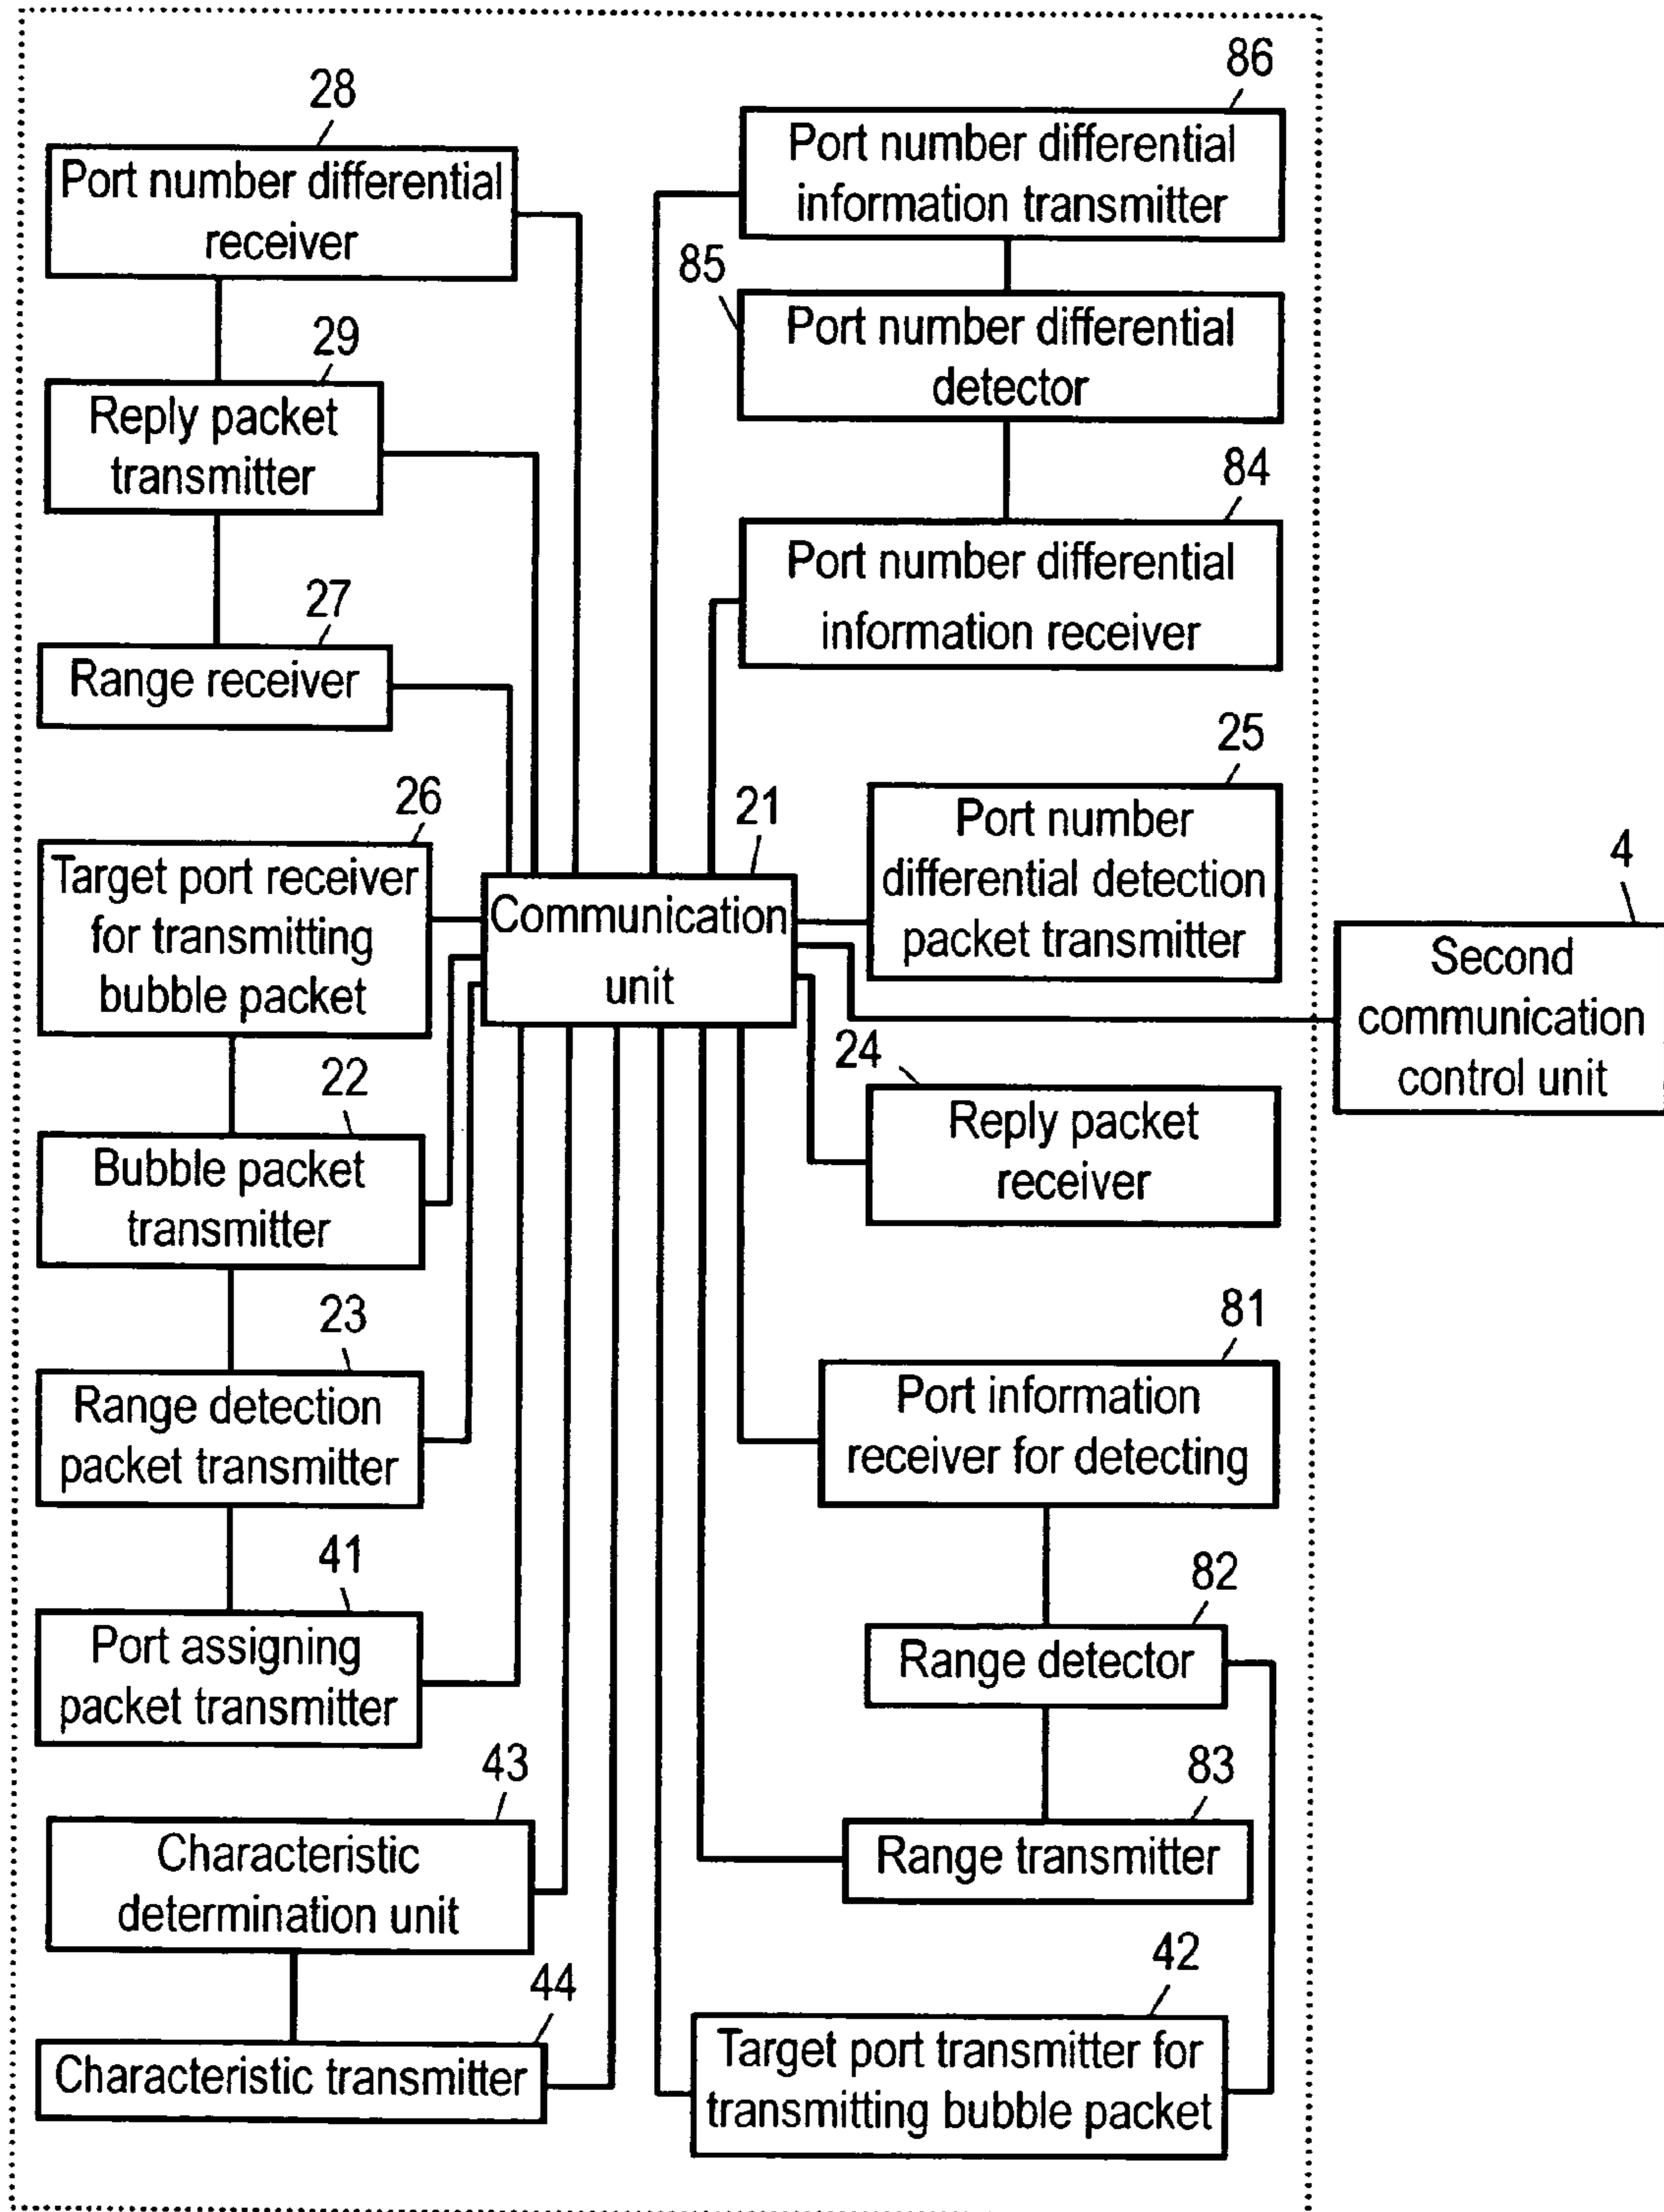 28
Port number differential
receiver
29
Reply packet
transmitter
27
Range receiver
26
Target port receiver
for transmitting
bubble packet
22
Bubble packet
transmitter
23
Range detection
packet transmitter
41
Port assigning
packet transmitter
43
Characteristic
determination unit
44
Characteristic transmitter
21
Communication
unit
86
Port number differential
information transmitter
85
Port number differential
detector
84
Port number differential
information receiver
25
Port number
differential detection
packet transmitter
4
Second
communication
control unit
24
Reply packet
receiver
81
Port information
receiver for detecting
82
Range detector
83
Range transmitter
42
Target port transmitter for
transmitting bubble packet